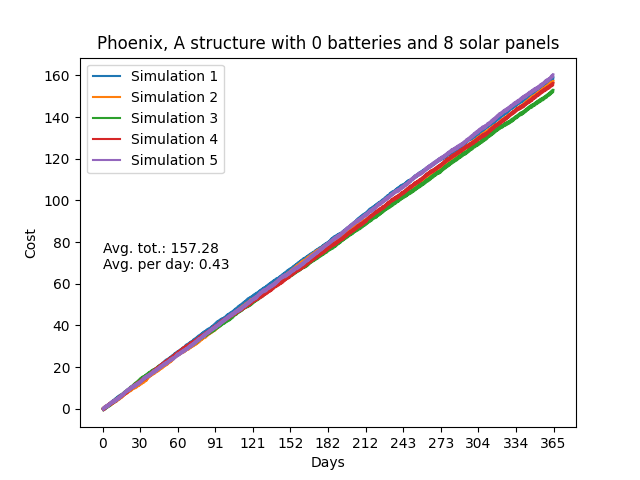 Phoenix, A structure with 0 batteries and 8 solar panels
Simulation 1
Simulation 2
Simulation 3
Simulation 4
Simulation 5
Avg. tot.: 157.28
Avg. per day: 0.43
Cost
160
140
120
100
80
60
40
20
0
0 30 60 91 121 152 182 212 243 273 304 334 365
Days